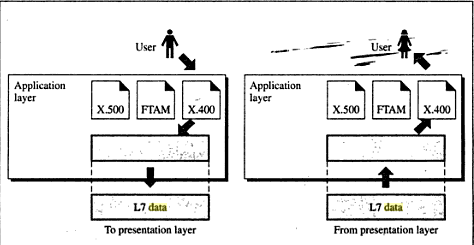 User
Application
layer
X.500 FTAM X.400
L7 data
To presentation layer
User
Application
layer
X.500 FTAM X.400
L7 data
From presentation layer